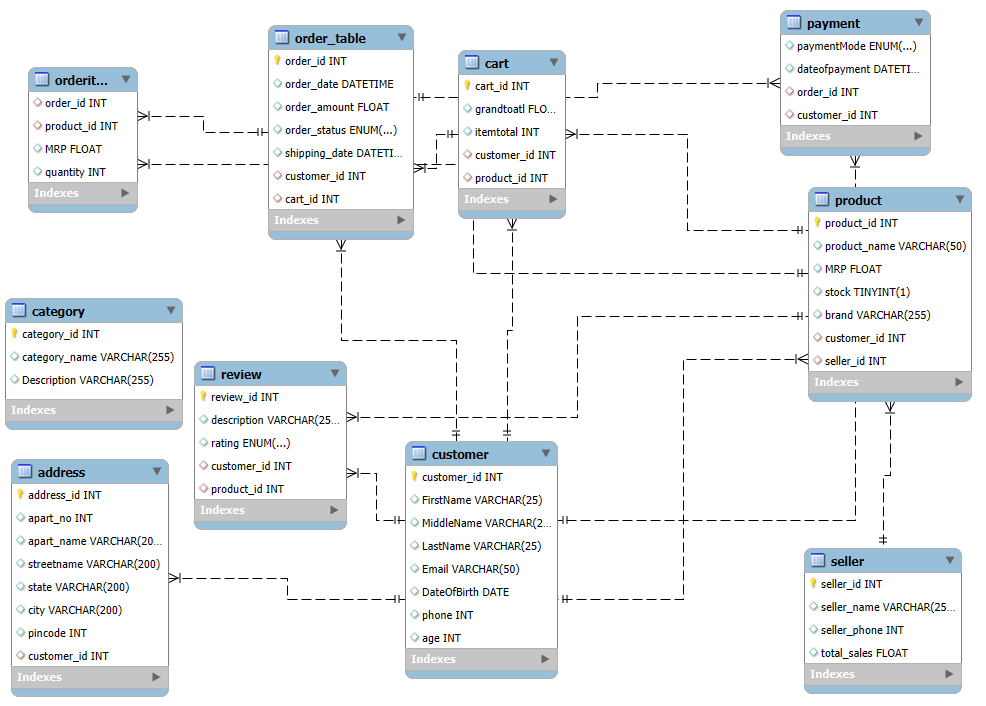 orderit...
order_id INT
product_id INT
MRP FLOAT
quantity INT
Indexes
order_table
order_id INT
order_date DATETIME
order_amount FLOAT
order_status ENUM(...)
shipping_date DATETI...
customer_id INT
cart_id INT
Indexes
cart
cart_id INT
grandtoatl FLO...
itemtotal INT
customer_id INT
product_id INT
Indexes
payment
paymentMode ENUM(...)
dateofpayment DATETI...
order_id INT
customer_id INT
Indexes
product
product_id INT
product_name VARCHAR(50)
MRP FLOAT
stock TINYINT(1)
brand VARCHAR(255)
customer_id INT
seller_id INT
Indexes
category
category_id INT
category_name VARCHAR(255)
Description VARCHAR(255)
Indexes
review
review_id INT
description VARCHAR(25...
rating ENUM(...)
customer_id INT
product_id INT
Indexes
address
address_id INT
apart_no INT
apart_name VARCHAR(20...
streetname VARCHAR(200)
state VARCHAR(200)
city VARCHAR(200)
pincode INT
customer_id INT
Indexes
customer
customer_id INT
FirstName VARCHAR(25)
MiddleName VARCHAR(2...
LastName VARCHAR(25)
Email VARCHAR(50)
DateOfBirth DATE
phone INT
age INT
Indexes
seller
seller_id INT
seller_name VARCHAR(25...
seller_phone INT
total_sales FLOAT
Indexes